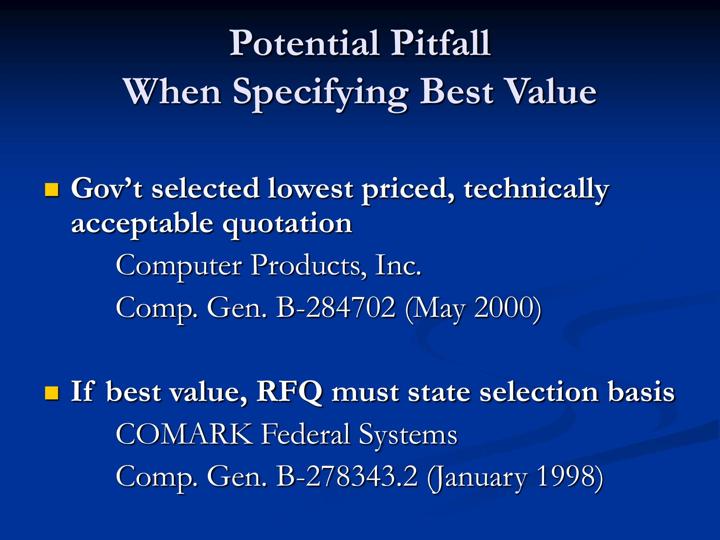 Potential Pitfall
When Specifying Best Value
Gov’t selected lowest priced, technically
acceptable quotation
Computer Products, Inc.
Comp. Gen. B-284702 (May 2000)
If best value, RFQ must state selection basis
COMARK Federal Systems
Comp. Gen. B-278343.2 (January 1998)